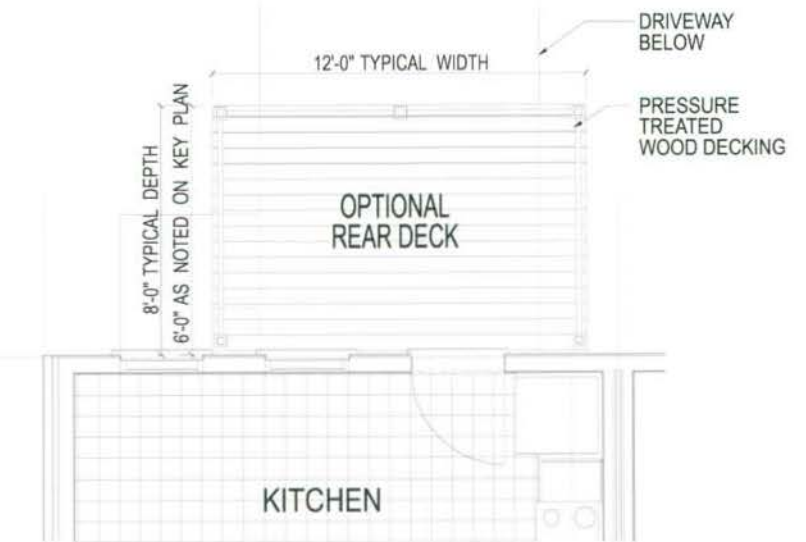 DRIVEWAY
BELOW
12'-0" TYPICAL WIDTH
PRESSURE
TREATED
WOOD DECKING
8'-0" TYPICAL DEPTH
6'-0" AS NOTED ON KEY PLAN
OPTIONAL
REAR DECK
KITCHEN